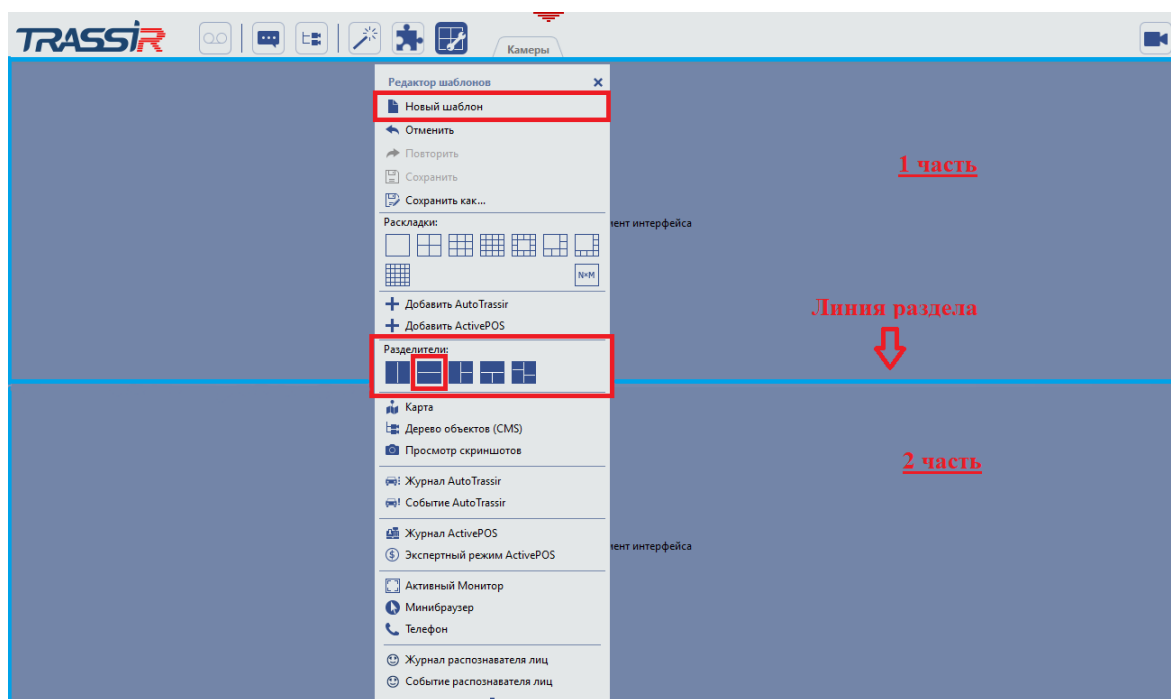 TRASSIR
Камеры
Редактор шаблонов
Новый шаблон
Отменить
Повторить
Сохранить
Сохранить как...
Раскладки:
N×M
Добавить AutoTrassir
Добавить ActivePOS
Разделители:
Карта
Дерево объектов (CMS)
Просмотр скриншотов
Журнал AutoTrassir
Событие AutoTrassir
Журнал ActivePOS
Экспертный режим ActivePOS
Активный Монитор
Минибраузер
Телефон
Журнал распознавателя лиц
Событие распознавателя лиц
1 часть
интерфейса
Линия раздела
2 часть
интерфейса